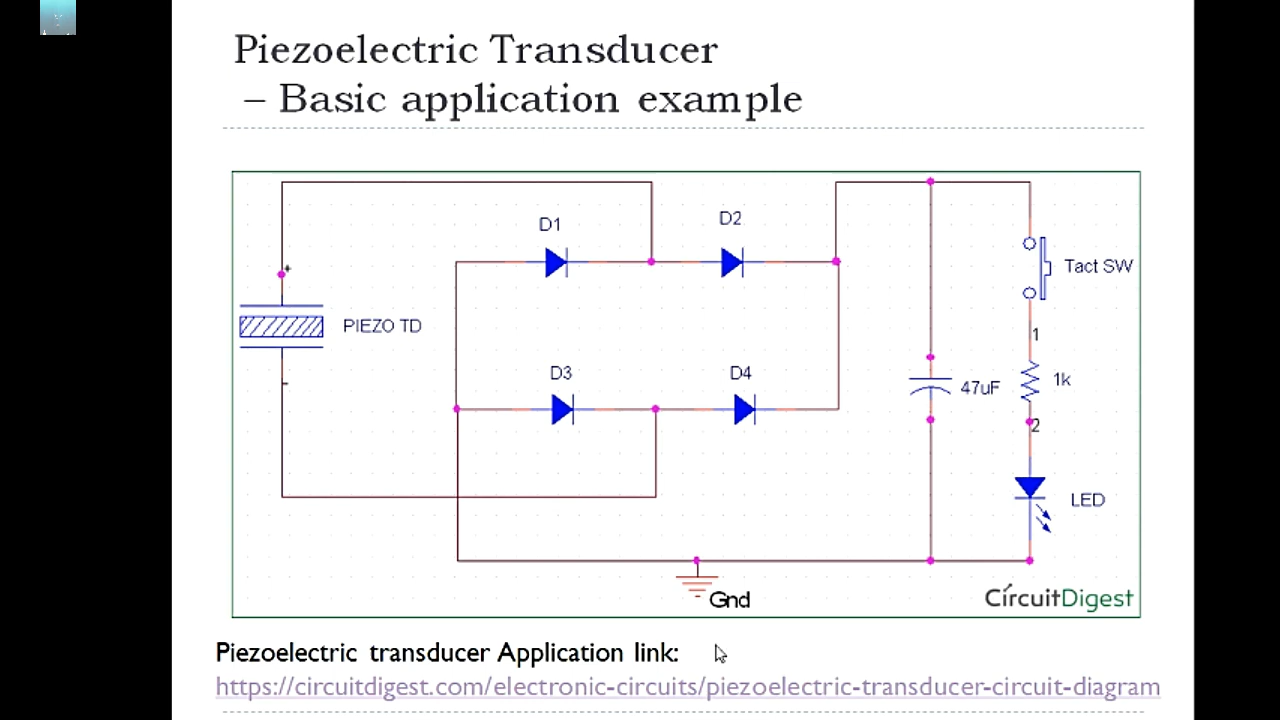 Piezoelectric Transducer
– Basic application example
D1
D2
+
PIEZO TD
-
Tact SW
1
D3
D4
47uF
1k
2
LED
Gnd
CircuitDigest
Piezoelectric transducer Application link:
https://circuitdigest.com/electronic-circuits/piezoelectric-transducer-circuit-diagram